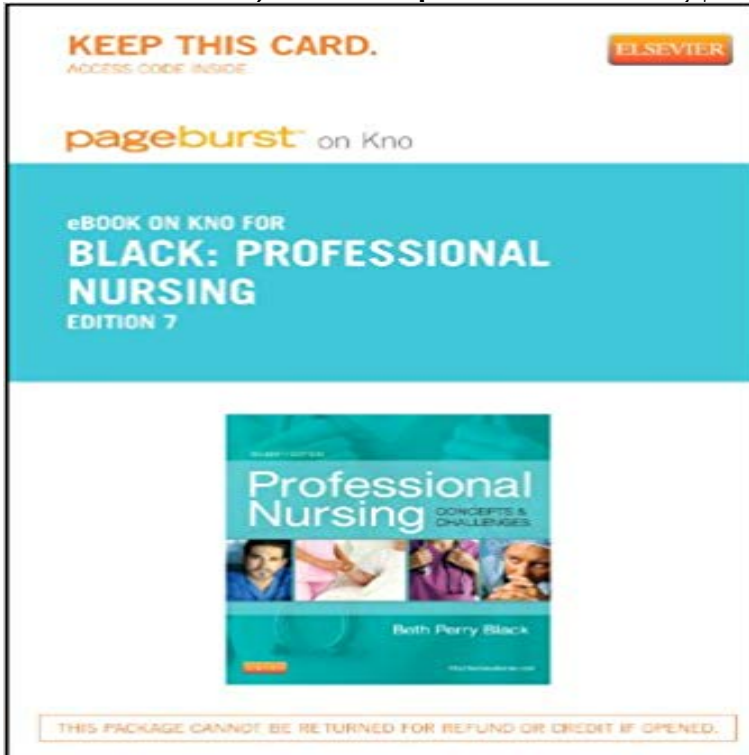 KEEP THIS CARD.
ELSEVIER
ACCESS CODE INSIDE
pageburst on Kno
eBOOK ON KNO FOR
BLACK: PROFESSIONAL
NURSING
EDITION 7
Professional
Nursing CONCEPTS &
CHALLENGES
Beth Perry Black
THIS PACKAGE CANNOT BE RETURNED FOR REFUND OR CREDIT IF OPENED.